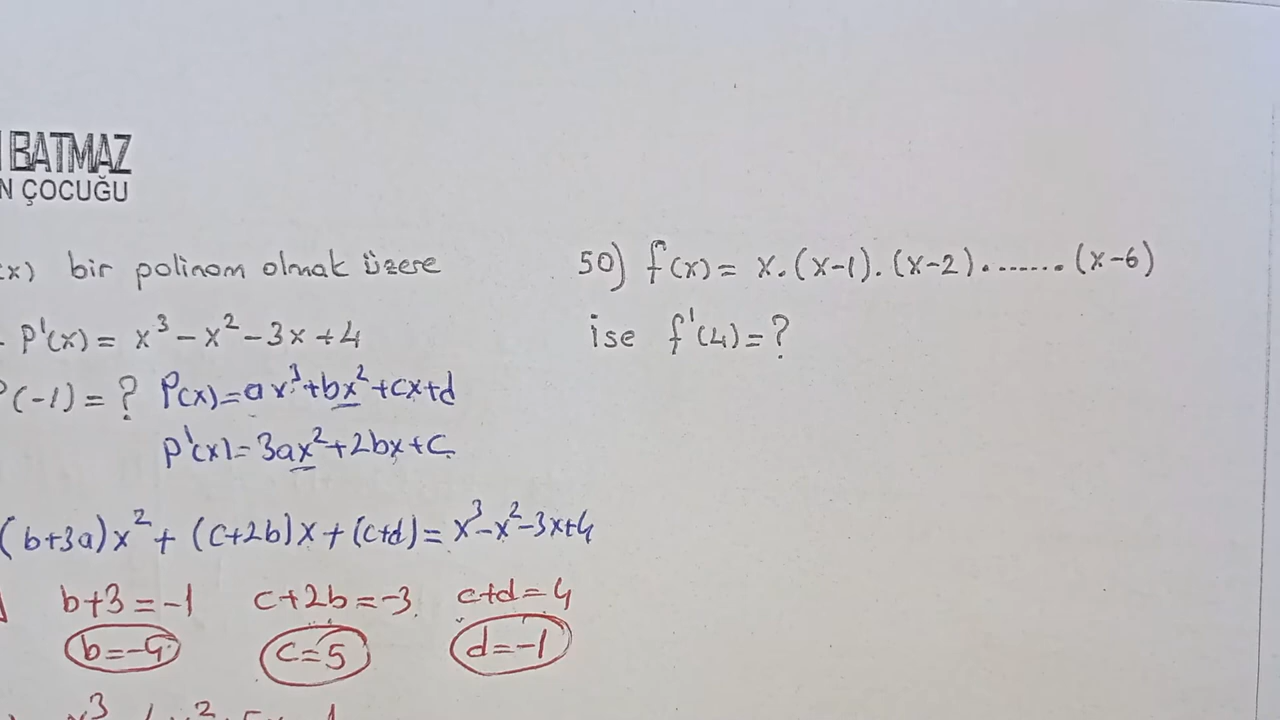 BATMAZ
N ÇOCUĞU
(x) bir polinom olmak üzere
P'(x) = x³ - x² - 3x + 4
P(-1) = ? P(x) = ax³ + bx² + cx + d
P'(x) = 3ax² + 2bx + c
(b+3a)x² + (c+2b)x + (c+d) = x³ - x² - 3x + 4
b+3 = -1 c+2b = -3 c+d = 4
b = -4 c = 5 d = -1
50) f(x) = x.(x-1).(x-2).......(x-6)
ise f'(4) = ?